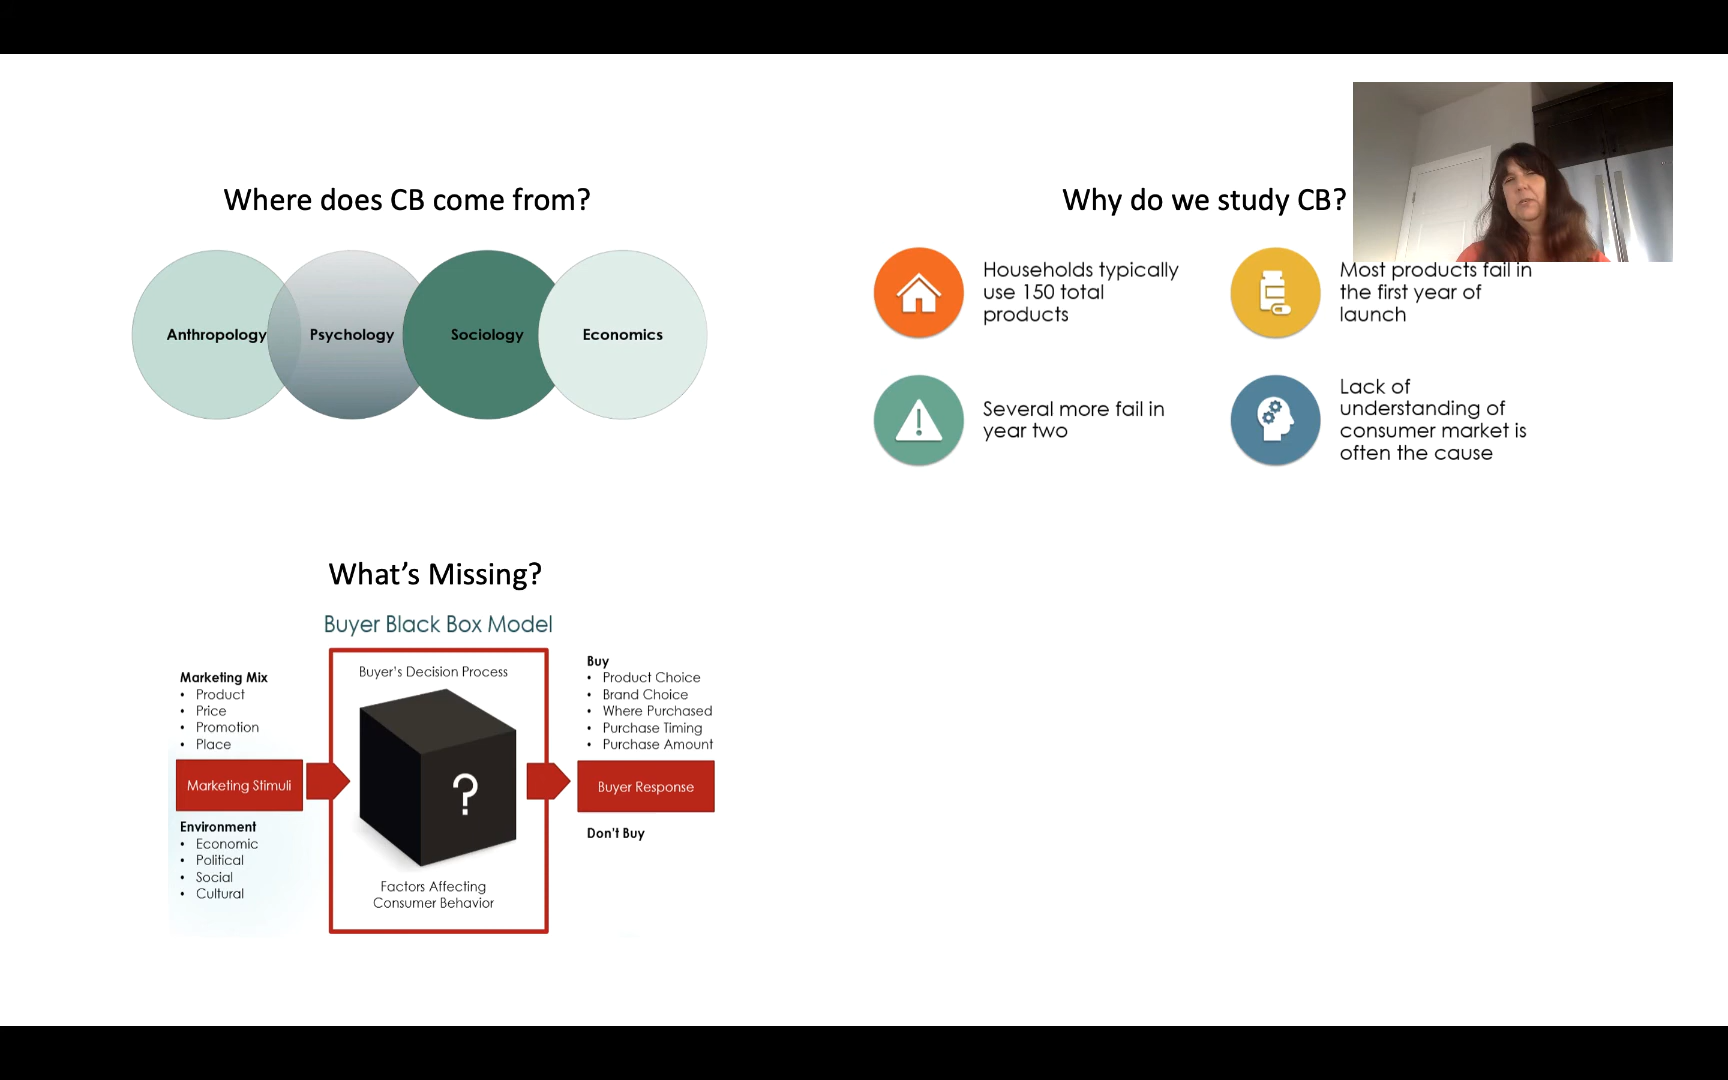 Where does CB come from?
Anthropology
Psychology
Sociology
Economics
Why do we study CB?
Households typically
use 150 total
products
Most products fail in
the first year of
launch
Several more fail in
year two
Lack of
understanding of
consumer market is
often the cause
What's Missing?
Buyer Black Box Model
Marketing Mix
• Product
• Price
• Promotion
• Place
Marketing Stimuli
Environment
• Economic
• Political
• Social
• Cultural
Buyer's Decision Process
?
Factors Affecting
Consumer Behavior
Buy
• Product Choice
• Brand Choice
• Where Purchased
• Purchase Timing
• Purchase Amount
Buyer Response
Don't Buy